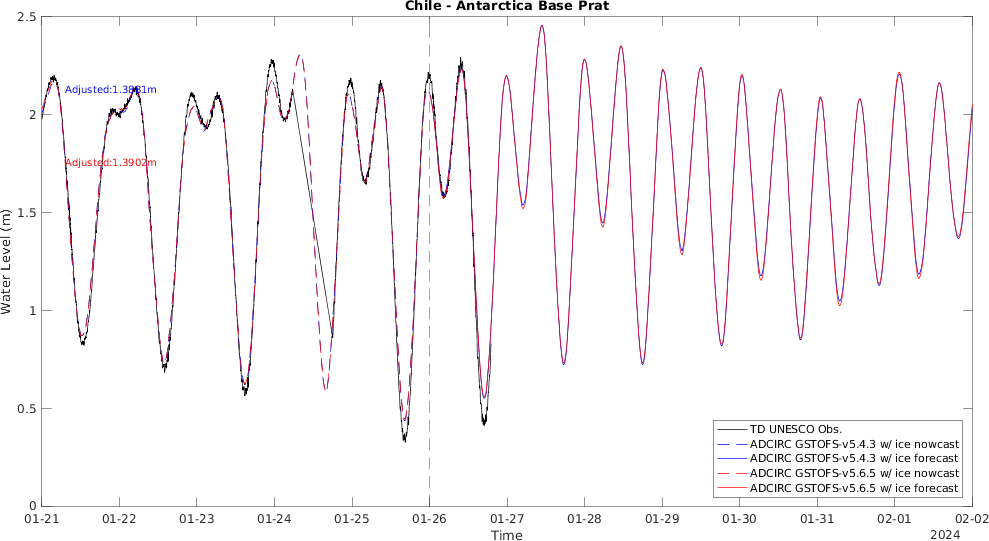 Chile - Antarctica Base Prat
2.5
2
1.5
1
0.5
0
Water Level (m)
Adjusted:1.3881m
Adjusted:1.3902m
TD UNESCO Obs.
ADCIRC GSTOFS-v5.4.3 w/ ice nowcast
ADCIRC GSTOFS-v5.4.3 w/ ice forecast
ADCIRC GSTOFS-v5.6.5 w/ ice nowcast
ADCIRC GSTOFS-v5.6.5 w/ ice forecast
01-21 01-22 01-23 01-24 01-25 01-26 01-27 01-28 01-29 01-30 01-31 02-01 02-02
Time
2024